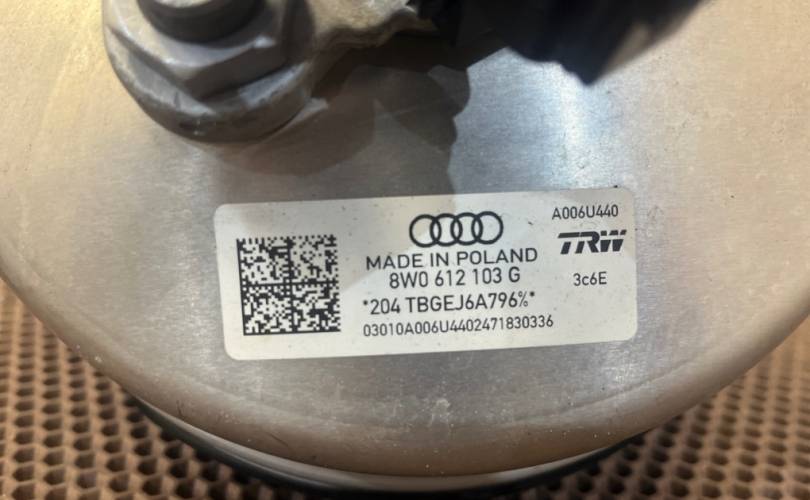 A006U440
TRW
MADE IN POLAND
8W0 612 103 G
3c6E
*204 TBGEJ6A796%*
03010A006U4402471830336